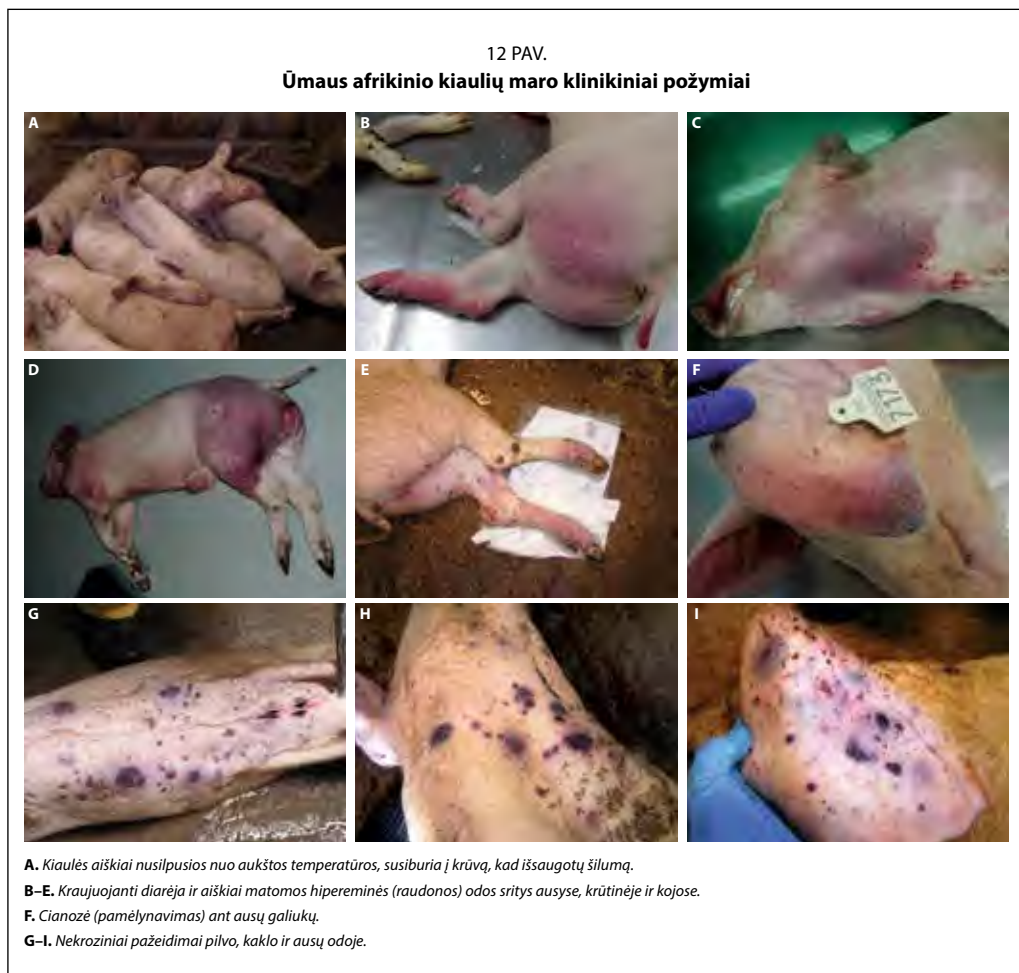 12 PAV.
Ūmaus afrikinio kiaulių maro klinikiniai požymiai
A
B
C
D
E
F
7173
G
H
I
A. Kiaulės aiškiai nusilpusios nuo aukštos temperatūros, susiburia į krūvą, kad išsaugotų šilumą.
B–E. Kraujuojanti diarėja ir aiškiai matomos hipereminės (raudonos) odos sritys ausyse, krūtinėje ir kojose.
F. Cianozė (pamėlynavimas) ant ausų galiukų.
G–I. Nekroziniai pažeidimai pilvo, kaklo ir ausų odoje.